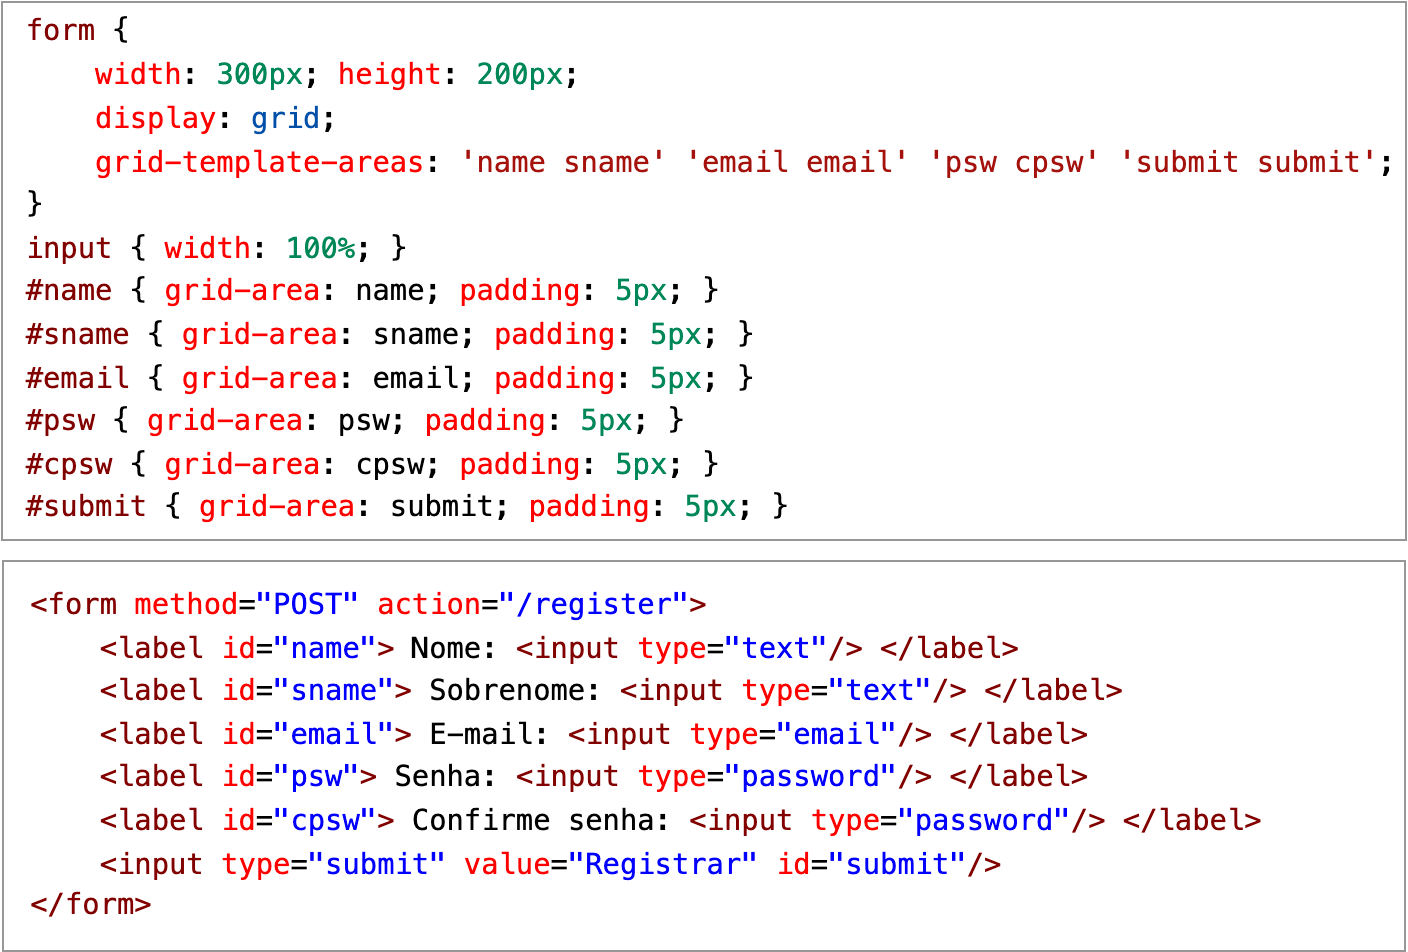 form {
    width: 300px; height: 200px;
    display: grid;
    grid-template-areas: 'name sname' 'email email' 'psw cpsw' 'submit submit';
}
input { width: 100%; }
#name { grid-area: name; padding: 5px; }
#sname { grid-area: sname; padding: 5px; }
#email { grid-area: email; padding: 5px; }
#psw { grid-area: psw; padding: 5px; }
#cpsw { grid-area: cpsw; padding: 5px; }
#submit { grid-area: submit; padding: 5px; }
<form method="POST" action="/register">
    <label id="name"> Nome: <input type="text"/> </label>
    <label id="sname"> Sobrenome: <input type="text"/> </label>
    <label id="email"> E-mail: <input type="email"/> </label>
    <label id="psw"> Senha: <input type="password"/> </label>
    <label id="cpsw"> Confirme senha: <input type="password"/> </label>
    <input type="submit" value="Registrar" id="submit"/>
</form>